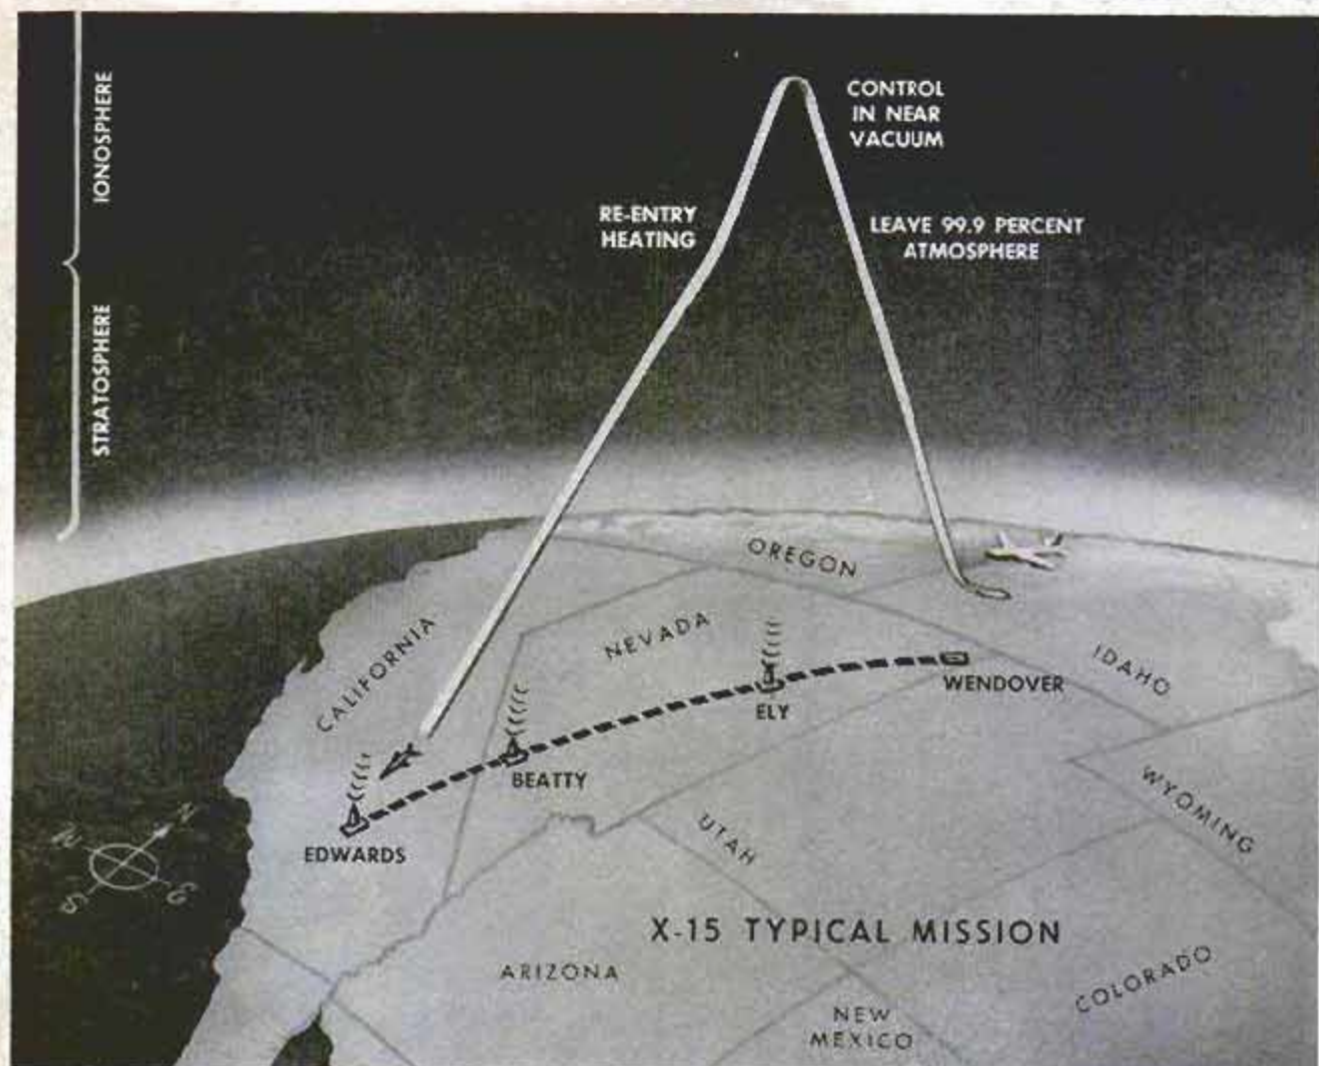 IONOSPHERE
STRATOSPHERE
CONTROL
IN NEAR
VACUUM
RE-ENTRY
HEATING
LEAVE 99.9 PERCENT
ATMOSPHERE
OREGON
CALIFORNIA
NEVADA
IDAHO
WENDOVER
ELY
BEATTY
EDWARDS
WYOMING
UTAH
N
W
S
E
X-15 TYPICAL MISSION
ARIZONA
COLORADO
NEW
MEXICO